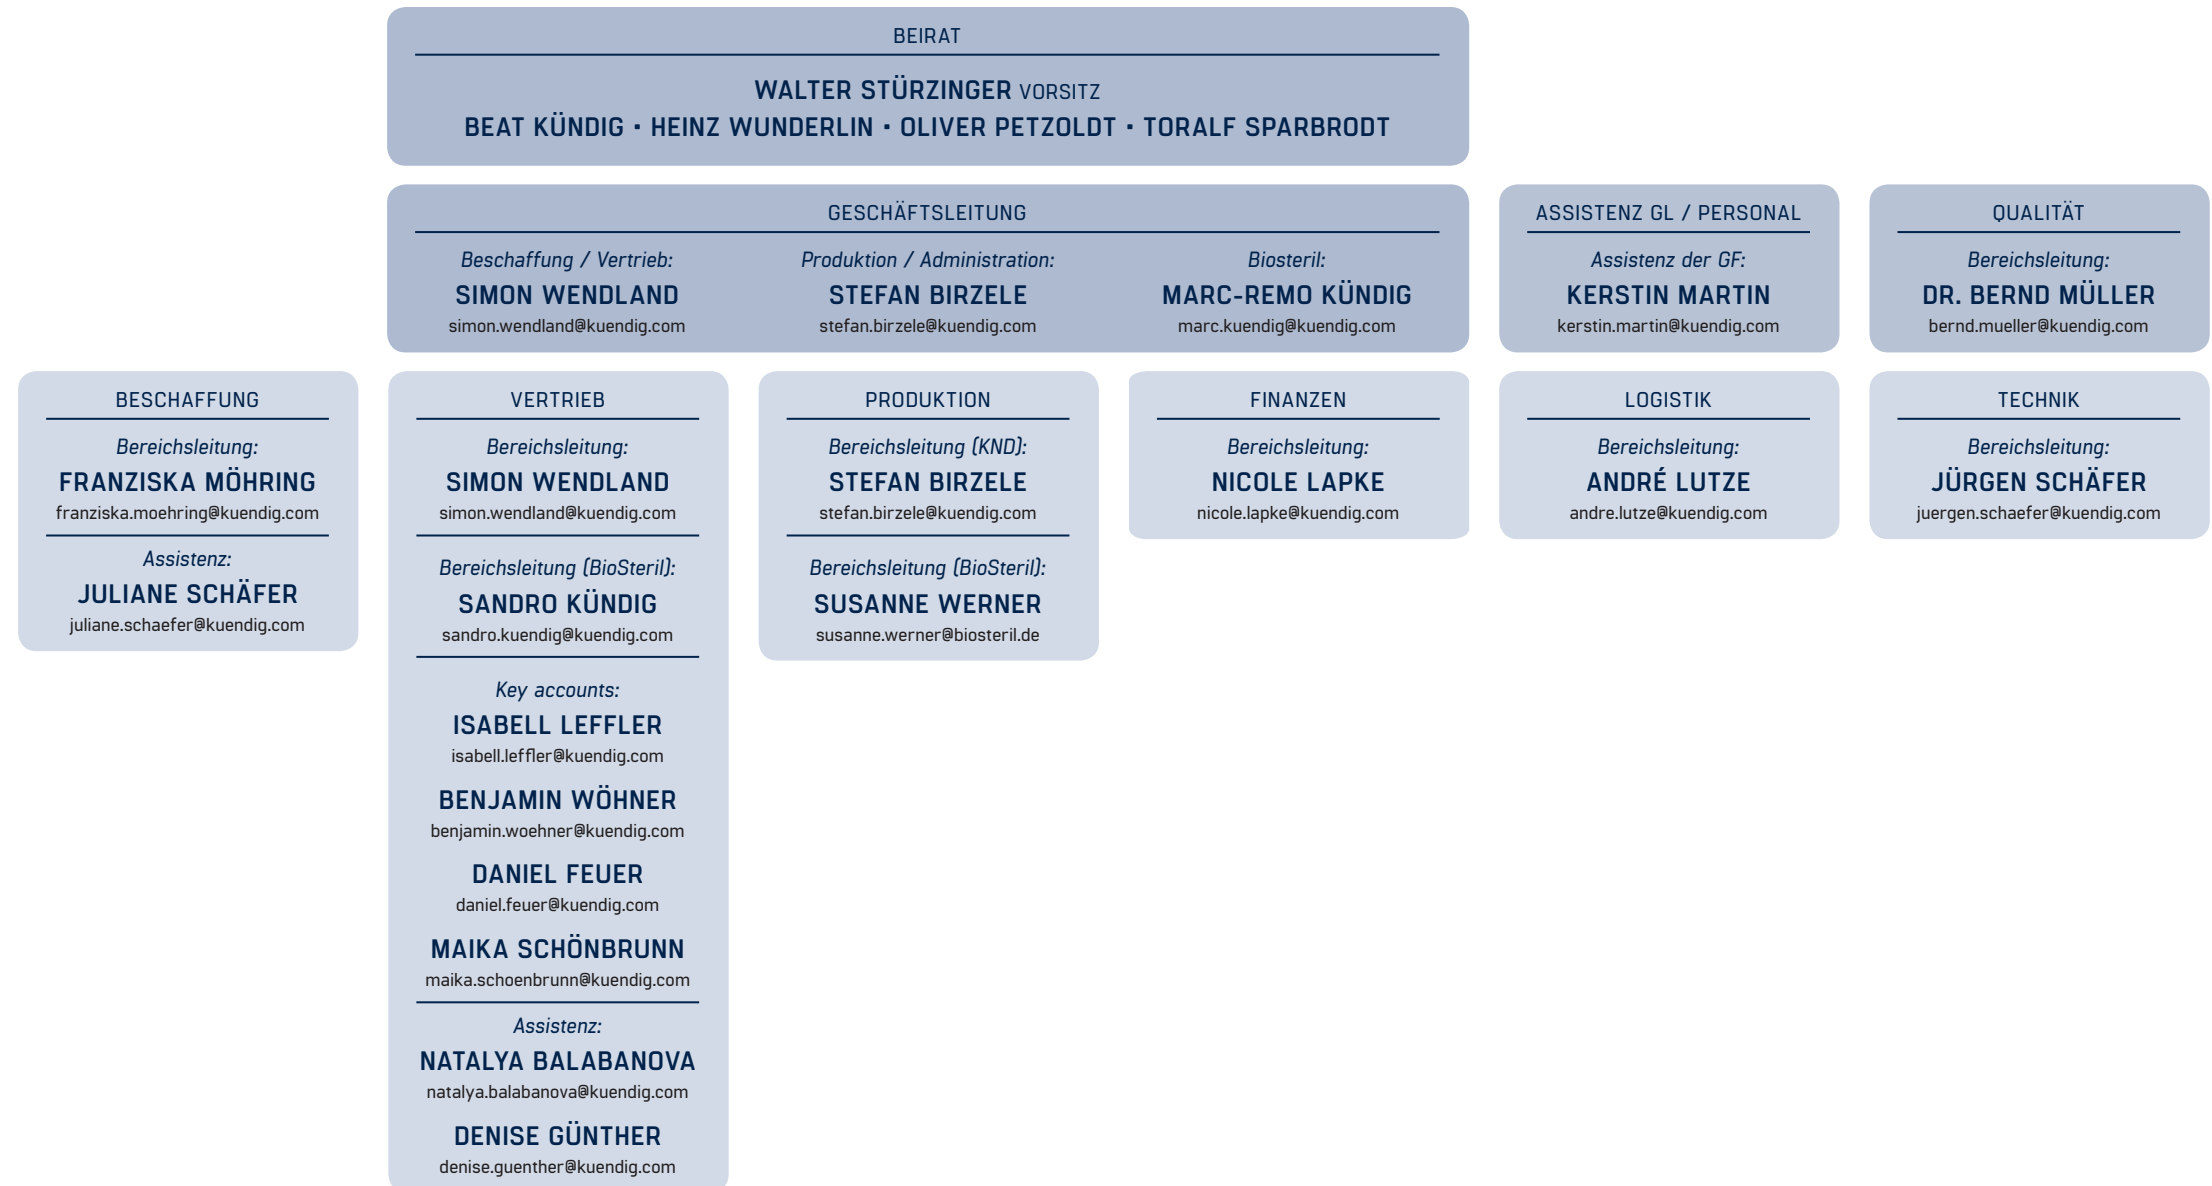 BEIRAT
WALTER STÜRZINGER VORSITZ
BEAT KÜNDIG ▪ HEINZ WUNDERLIN ▪ OLIVER PETZOLDT ▪ TORALF SPARBRODT
GESCHÄFTSLEITUNG
Beschaffung / Vertrieb:
SIMON WENDLAND
simon.wendland@kuendig.com
Produktion / Administration:
STEFAN BIRZELE
stefan.birzele@kuendig.com
Biosteril:
MARC-REMO KÜNDIG
marc.kuendig@kuendig.com
ASSISTENZ GL / PERSONAL
Assistenz der GF:
KERSTIN MARTIN
kerstin.martin@kuendig.com
QUALITÄT
Bereichsleitung:
DR. BERND MÜLLER
bernd.mueller@kuendig.com
BESCHAFFUNG
Bereichsleitung:
FRANZISKA MÖHRING
franziska.moehring@kuendig.com
Assistenz:
JULIANE SCHÄFER
juliane.schaefer@kuendig.com
VERTRIEB
Bereichsleitung:
SIMON WENDLAND
simon.wendland@kuendig.com
Bereichsleitung (BioSteril):
SANDRO KÜNDIG
sandro.kuendig@kuendig.com
Key accounts:
ISABELL LEFFLER
isabell.leffler@kuendig.com
BENJAMIN WÖHNER
benjamin.woehner@kuendig.com
DANIEL FEUER
daniel.feuer@kuendig.com
MAIKA SCHÖNBRUNN
maika.schoenbrunn@kuendig.com
Assistenz:
NATALYA BALABANOVA
natalya.balabanova@kuendig.com
DENISE GÜNTHER
denise.guenther@kuendig.com
PRODUKTION
Bereichsleitung (KND):
STEFAN BIRZELE
stefan.birzele@kuendig.com
Bereichsleitung (BioSteril):
SUSANNE WERNER
susanne.werner@biosteril.de
FINANZEN
Bereichsleitung:
NICOLE LAPKE
nicole.lapke@kuendig.com
LOGISTIK
Bereichsleitung:
ANDRÉ LUTZE
andre.lutze@kuendig.com
TECHNIK
Bereichsleitung:
JÜRGEN SCHÄFER
juergen.schaefer@kuendig.com